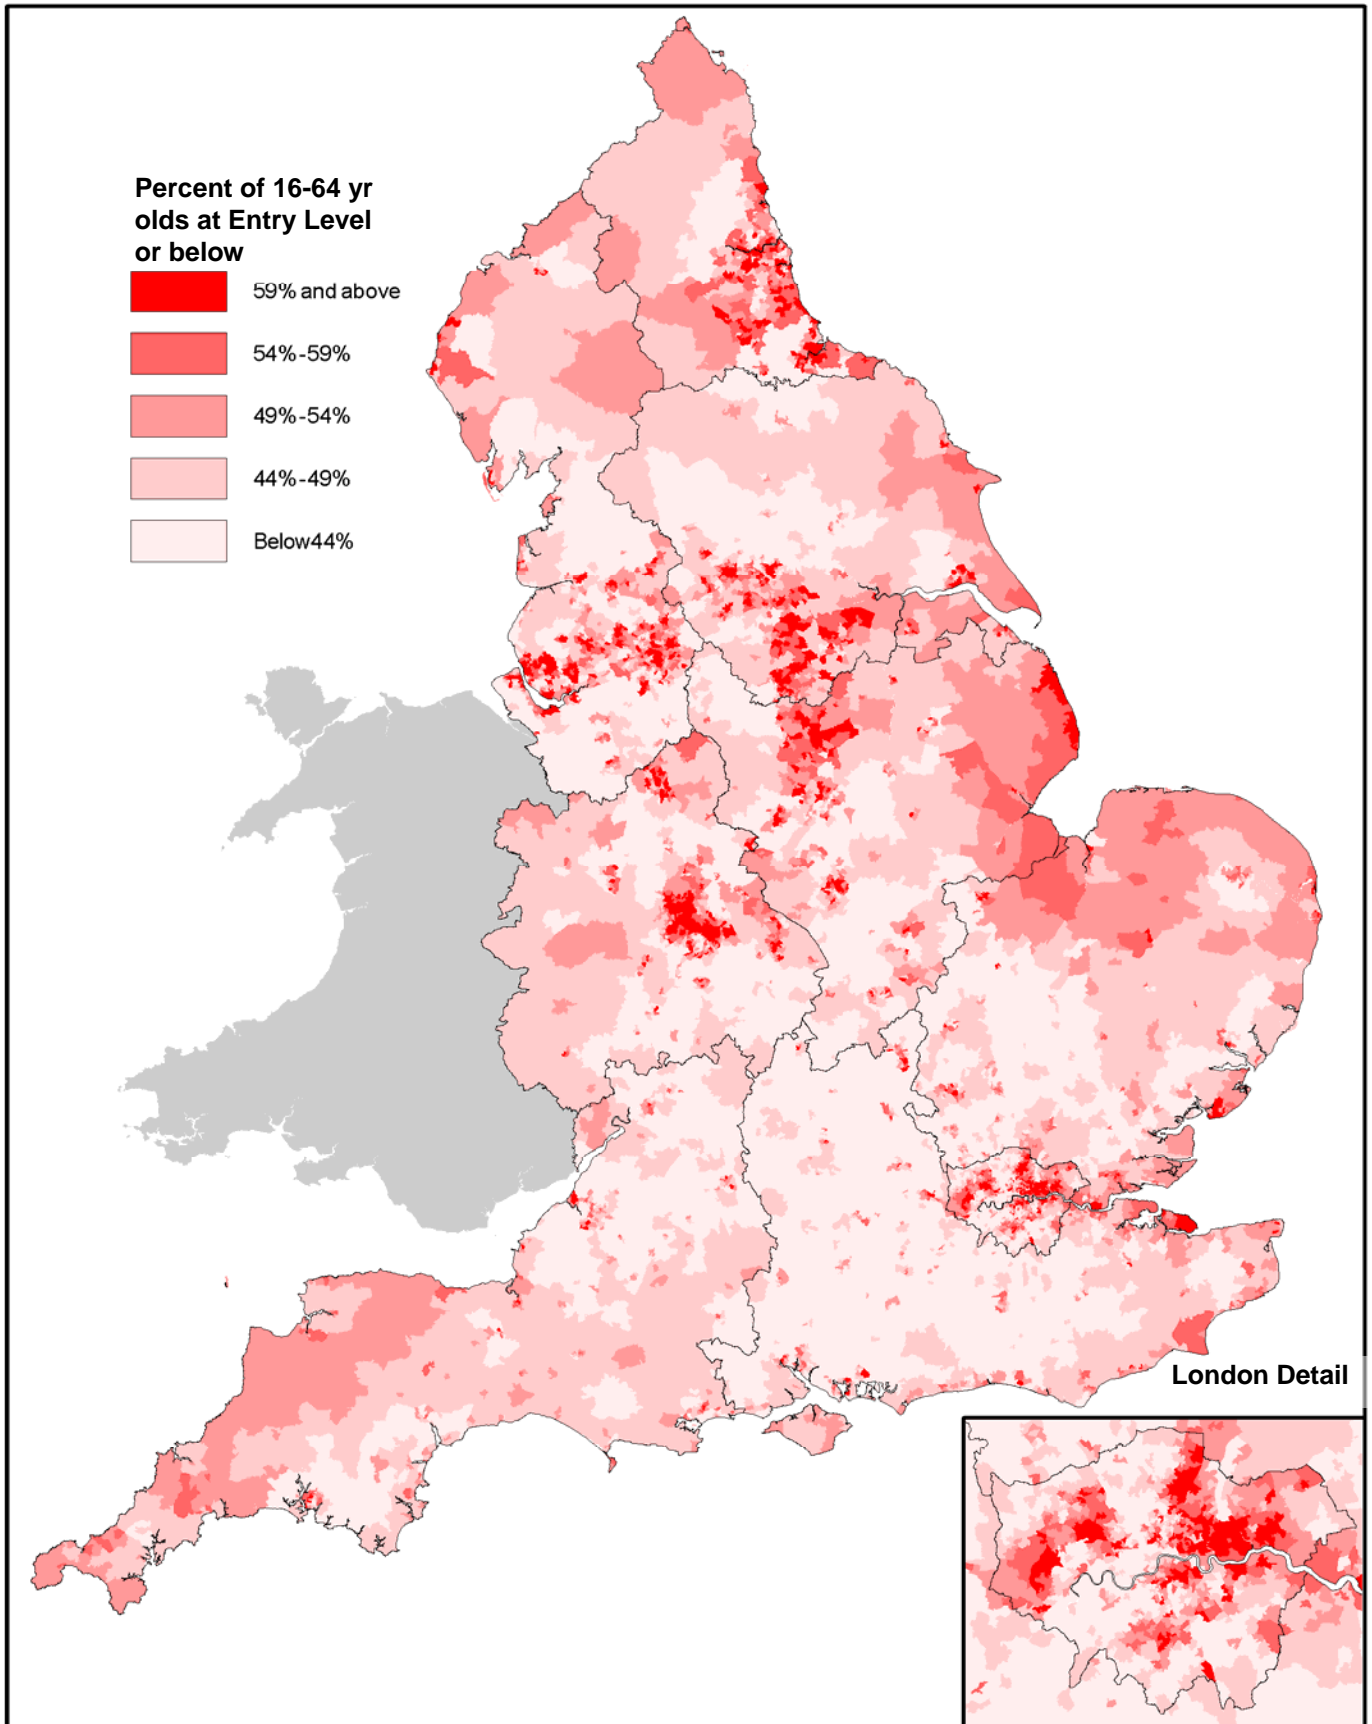 Percent of 16-64 yr
olds at Entry Level
or below
59% and above
54%-59%
49%-54%
44%-49%
Below44%
London Detail